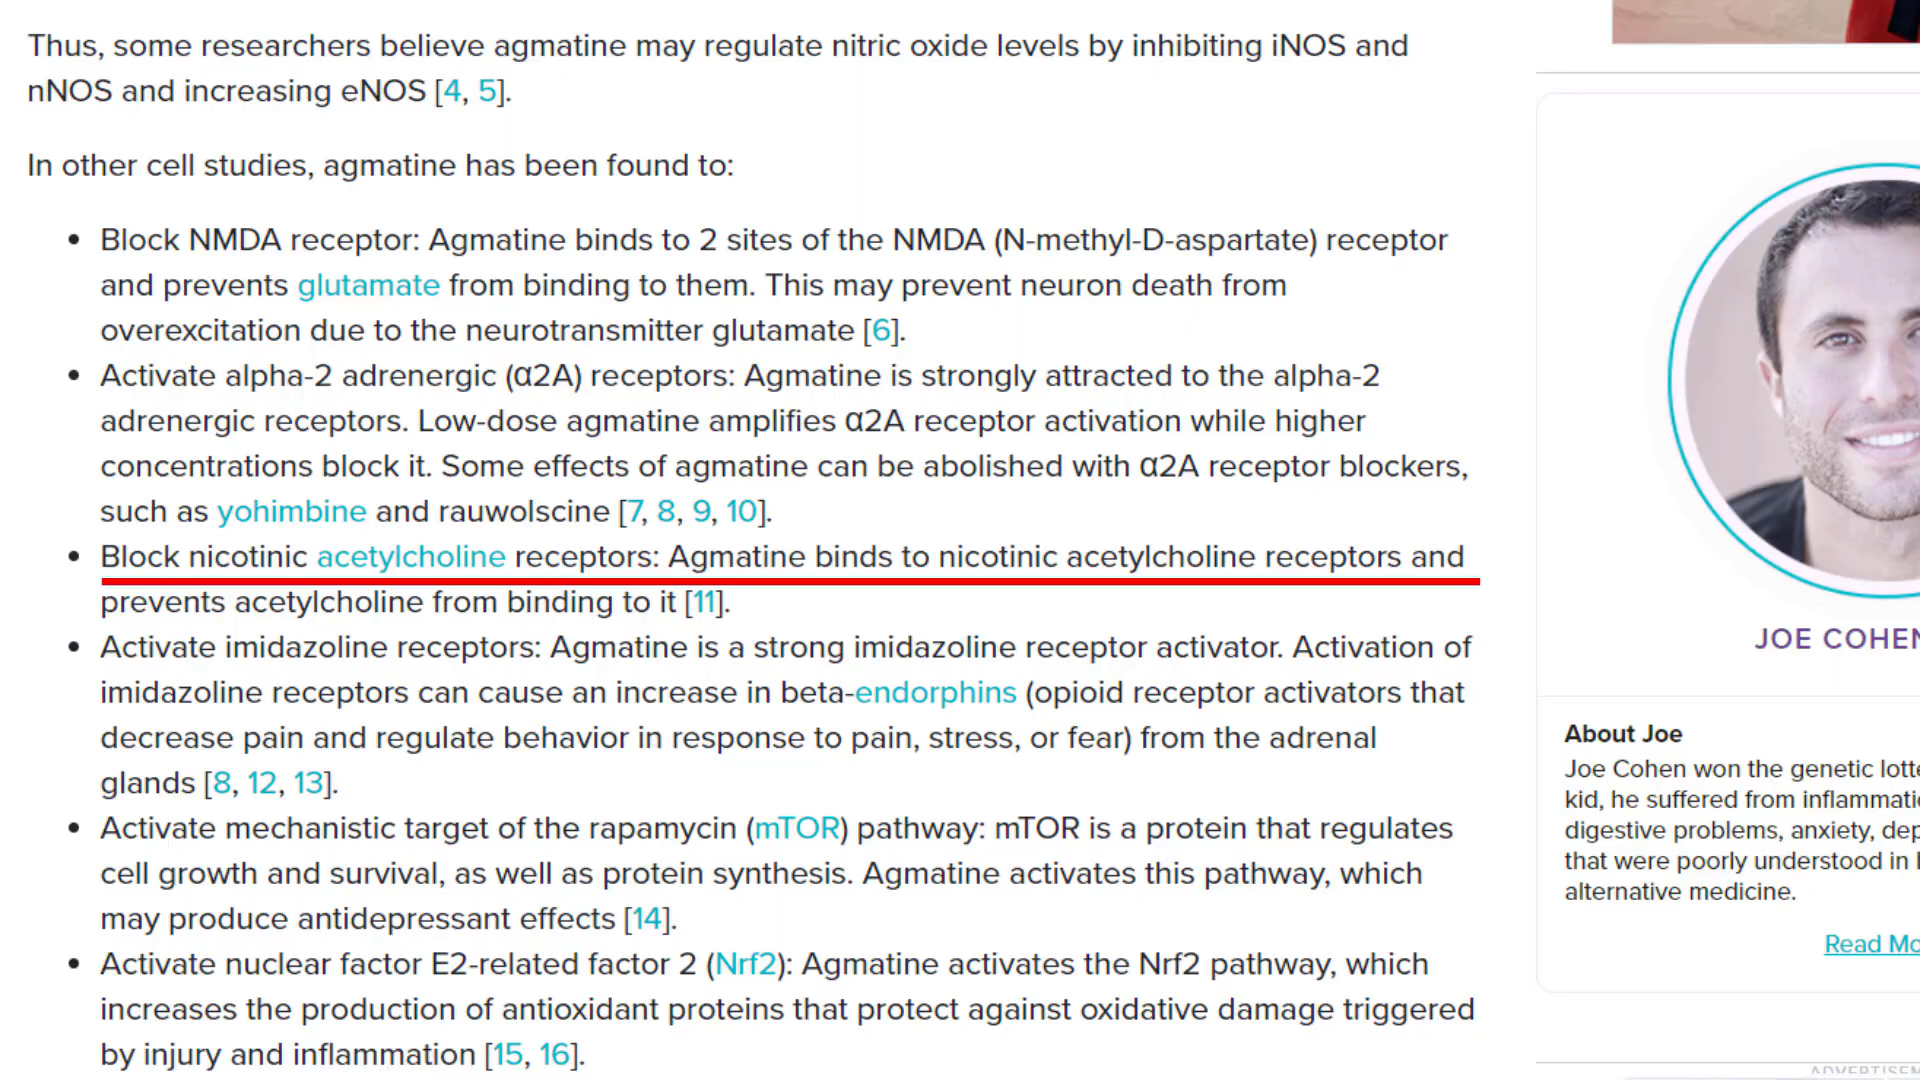 Thus, some researchers believe agmatine may regulate nitric oxide levels by inhibiting iNOS and
nNOS and increasing eNOS [4, 5].
In other cell studies, agmatine has been found to:
• Block NMDA receptor: Agmatine binds to 2 sites of the NMDA (N-methyl-D-aspartate) receptor
and prevents glutamate from binding to them. This may prevent neuron death from
overexcitation due to the neurotransmitter glutamate [6].
• Activate alpha-2 adrenergic (α2A) receptors: Agmatine is strongly attracted to the alpha-2
adrenergic receptors. Low-dose agmatine amplifies α2A receptor activation while higher
concentrations block it. Some effects of agmatine can be abolished with α2A receptor blockers,
such as yohimbine and rauwolscine [7, 8, 9, 10].
• Block nicotinic acetylcholine receptors: Agmatine binds to nicotinic acetylcholine receptors and
prevents acetylcholine from binding to it [11].
• Activate imidazoline receptors: Agmatine is a strong imidazoline receptor activator. Activation of
imidazoline receptors can cause an increase in beta-endorphins (opioid receptor activators that
decrease pain and regulate behavior in response to pain, stress, or fear) from the adrenal
glands [8, 12, 13].
• Activate mechanistic target of the rapamycin (mTOR) pathway: mTOR is a protein that regulates
cell growth and survival, as well as protein synthesis. Agmatine activates this pathway, which
may produce antidepressant effects [14].
• Activate nuclear factor E2-related factor 2 (Nrf2): Agmatine activates the Nrf2 pathway, which
increases the production of antioxidant proteins that protect against oxidative damage triggered
by injury and inflammation [15, 16].
JOE COHEN
About Joe
Joe Cohen won the genetic
kid, he suffered from
digestive problems, anxiety,
that were poorly understood in
alternative medicine.
Read